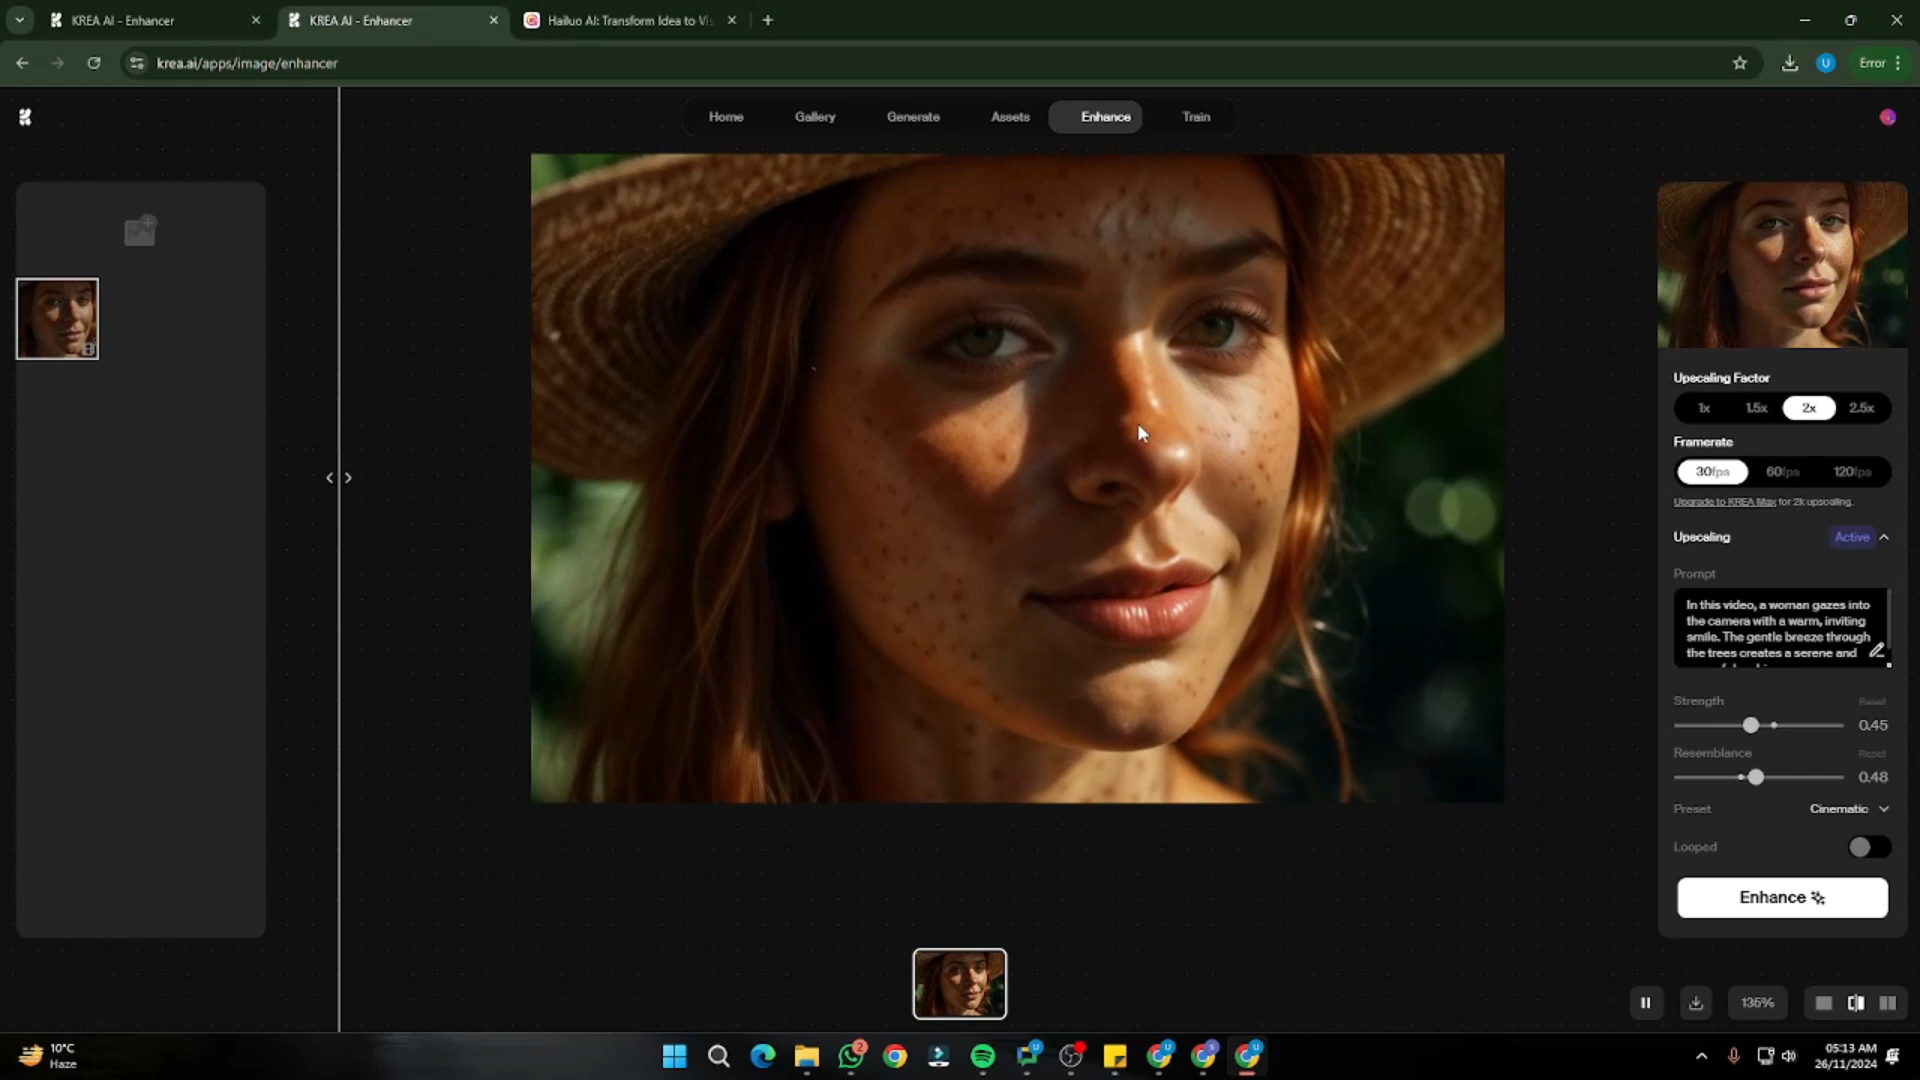 KREA AI - Enhancer
KREA AI - Enhancer
Hailuo AI: Transform Idea to Vis
krea.ai/apps/image/enhancer
U
Error
Home
Gallery
Generate
Assets
Enhance
Train
Upscaling Factor
1x
1.5x
2x
2.5x
Framerate
30fps
60fps
120fps
Upgrade to KREA Max for 2k upscaling.
Upscaling
Active
Prompt
In this video, a woman gazes into
the camera with a warm, inviting
smile. The gentle breeze through
the trees creates a serene and
Strength
Reset
0.45
Resemblance
Reset
0.48
Preset
Cinematic
Looped
Enhance
135%
10°C
Haze
2
U
U
S
U
05:13 AM
26/11/2024